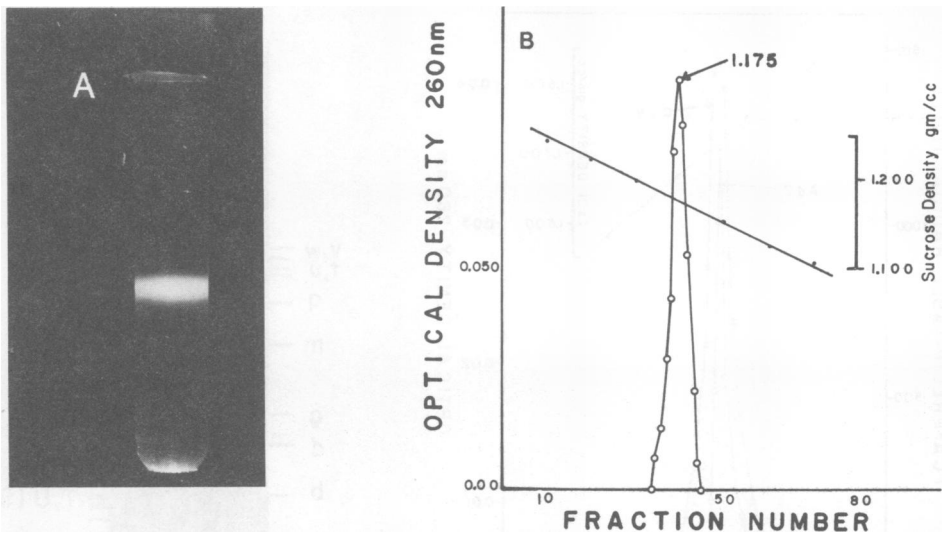 A
B
1.175
OPTICAL DENSITY 260nm
0.050
0.00
10
50
80
FRACTION NUMBER
1.200
1.100
Sucrose Density gm/cc